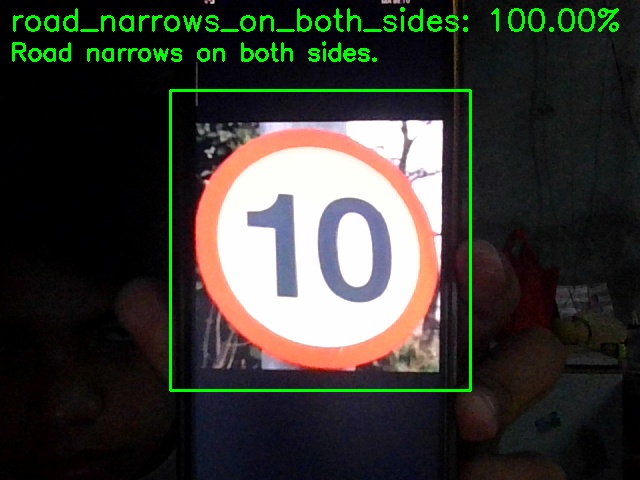 road_narrows_on_both_sides: 100.00%
Road narrows on both sides.
10